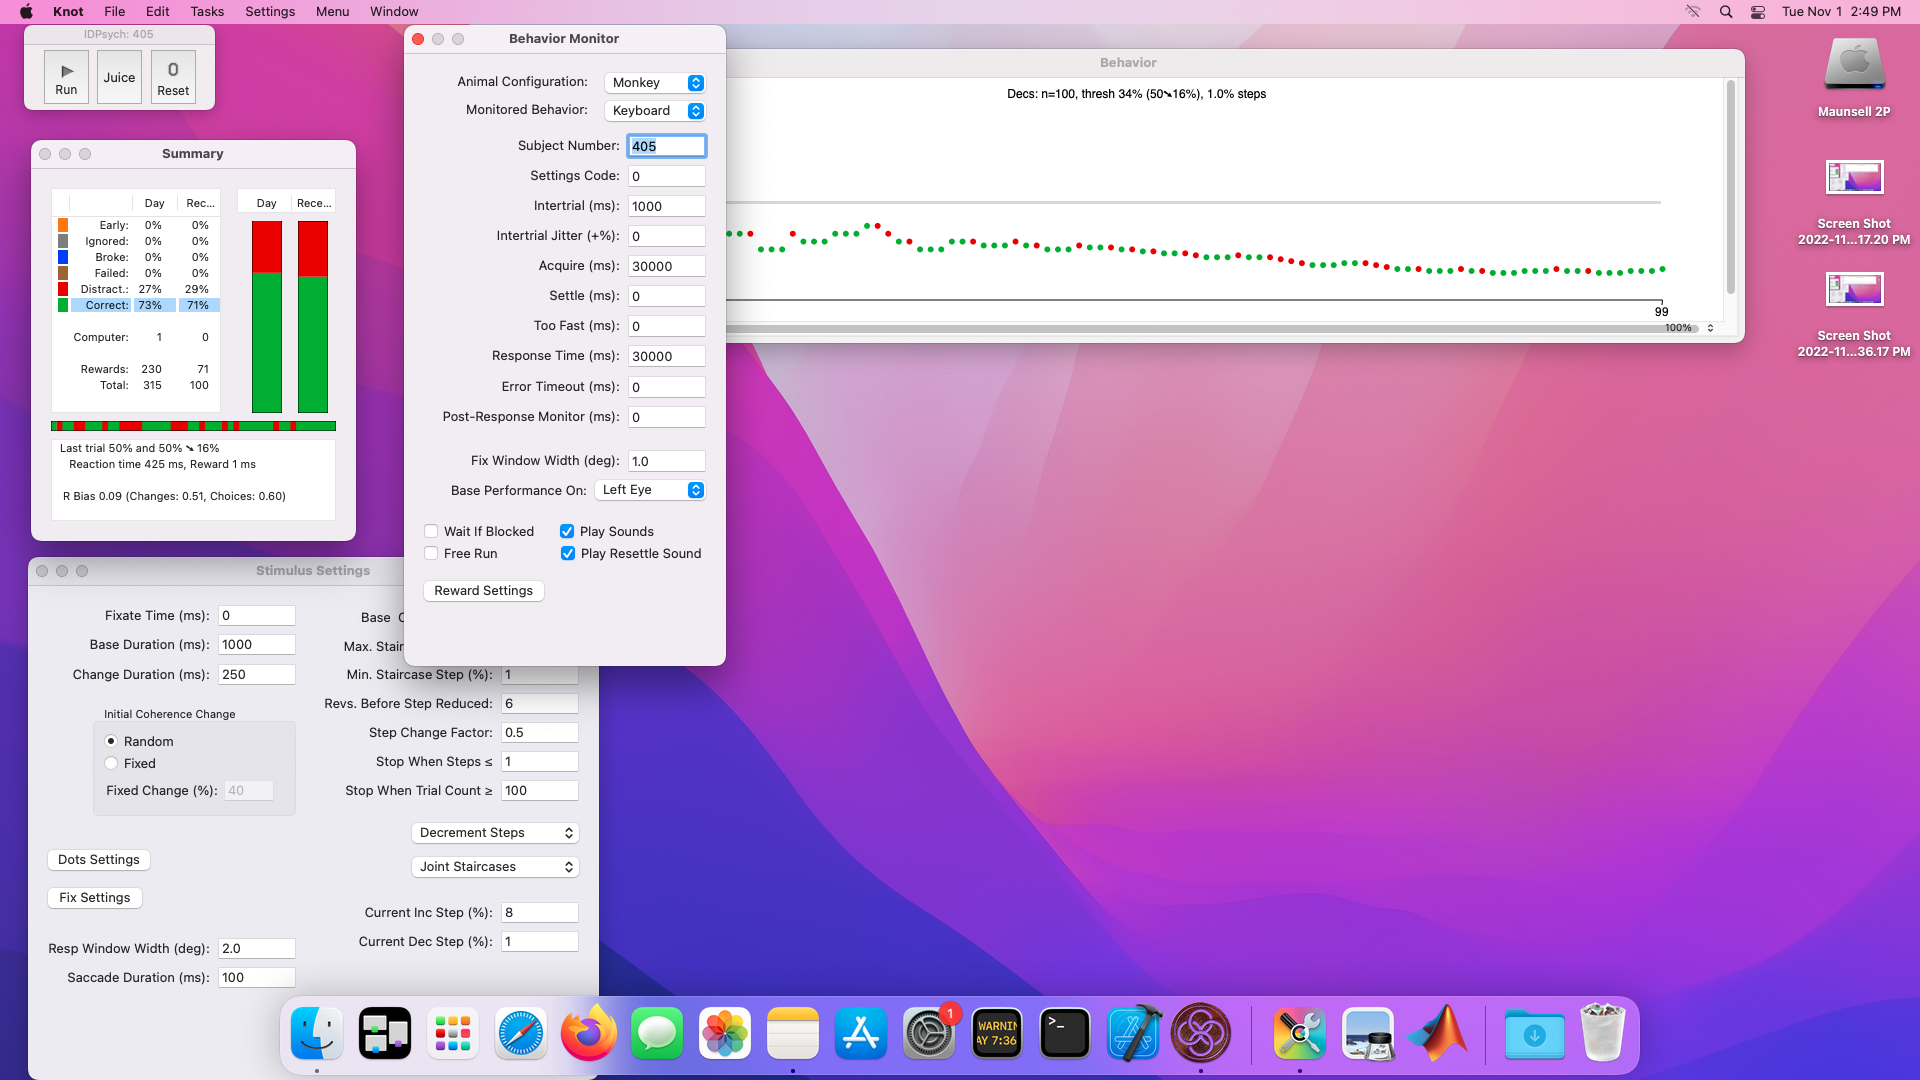 Knot File Edit Tasks Settings Menu Window Tue Nov 1 2:49 PM
IDPsych: 405
Run Juice 0 Reset
Summary
Day Rec... Day Rece...
Early: 0% 0%
Ignored: 0% 0%
Broke: 0% 0%
Failed: 0% 0%
Distract.: 27% 29%
Correct: 73% 71%
Computer: 1 0
Rewards: 230 71
Total: 315 100
Last trial 50% and 50% ➘ 16%
Reaction time 425 ms, Reward 1 ms
R Bias 0.09 (Changes: 0.51, Choices: 0.60)
Behavior Monitor
Animal Configuration: Monkey
Monitored Behavior: Keyboard
Subject Number: 405
Settings Code: 0
Intertrial (ms): 1000
Intertrial Jitter (+%): 0
Acquire (ms): 30000
Settle (ms): 0
Too Fast (ms): 0
Response Time (ms): 30000
Error Timeout (ms): 0
Post-Response Monitor (ms): 0
Fix Window Width (deg): 1.0
Base Performance On: Left Eye
Wait If Blocked Play Sounds
Free Run Play Resettle Sound
Reward Settings
Behavior
Decs: n=100, thresh 34% (50➘16%), 1.0% steps
99
100%
Maunsell 2P
Screen Shot
2022-11...17.20 PM
Screen Shot
2022-11...36.17 PM
Stimulus Settings
Fixate Time (ms): 0
Base Duration (ms): 1000
Change Duration (ms): 250
Initial Coherence Change
Random
Fixed
Fixed Change (%): 40
Dots Settings
Fix Settings
Resp Window Width (deg): 2.0
Saccade Duration (ms): 100
Base
Max.
Min. Staircase Step (%): 1
Revs. Before Step Reduced: 6
Step Change Factor: 0.5
Stop When Steps ≤ 1
Stop When Trial Count ≥ 100
Decrement Steps
Joint Staircases
Current Inc Step (%): 8
Current Dec Step (%): 1
1
WARNIN
AY 7:36
>_